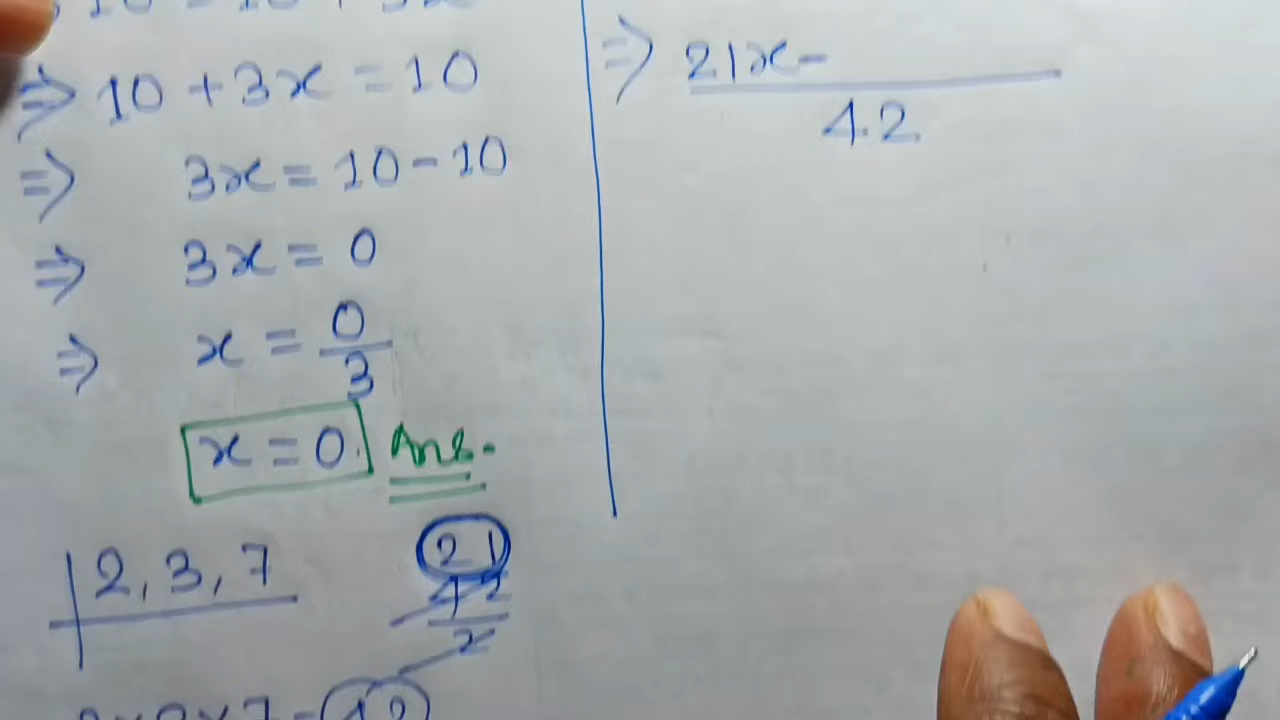 ⇒ 10 + 3x = 10
⇒ 3x = 10 - 10
⇒ 3x = 0
⇒ x = 0/3
x = 0. Ans.
2, 3, 7
21
42
2
42
⇒ 21x -
42